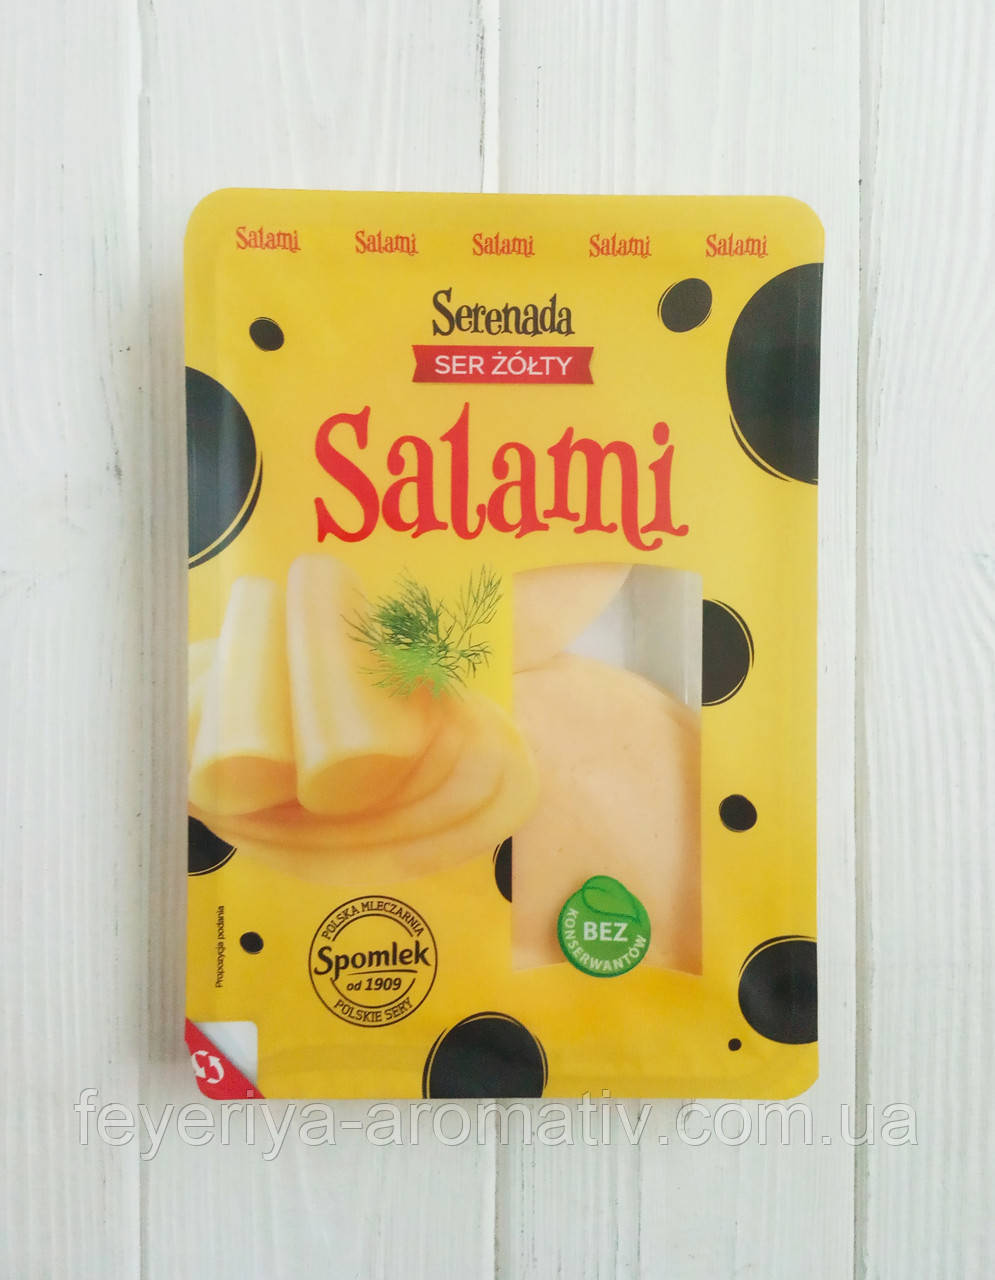 Salami Salami Salami Salami Salami
Serenada
SER ŻÓŁTY
Salami
BEZ
KONSERWANTÓW
POLSKA MLECZARNIA
Spomlek
od 1909
POLSKIE SERY
Propozycja podania
feyeriya-aromativ.com.ua